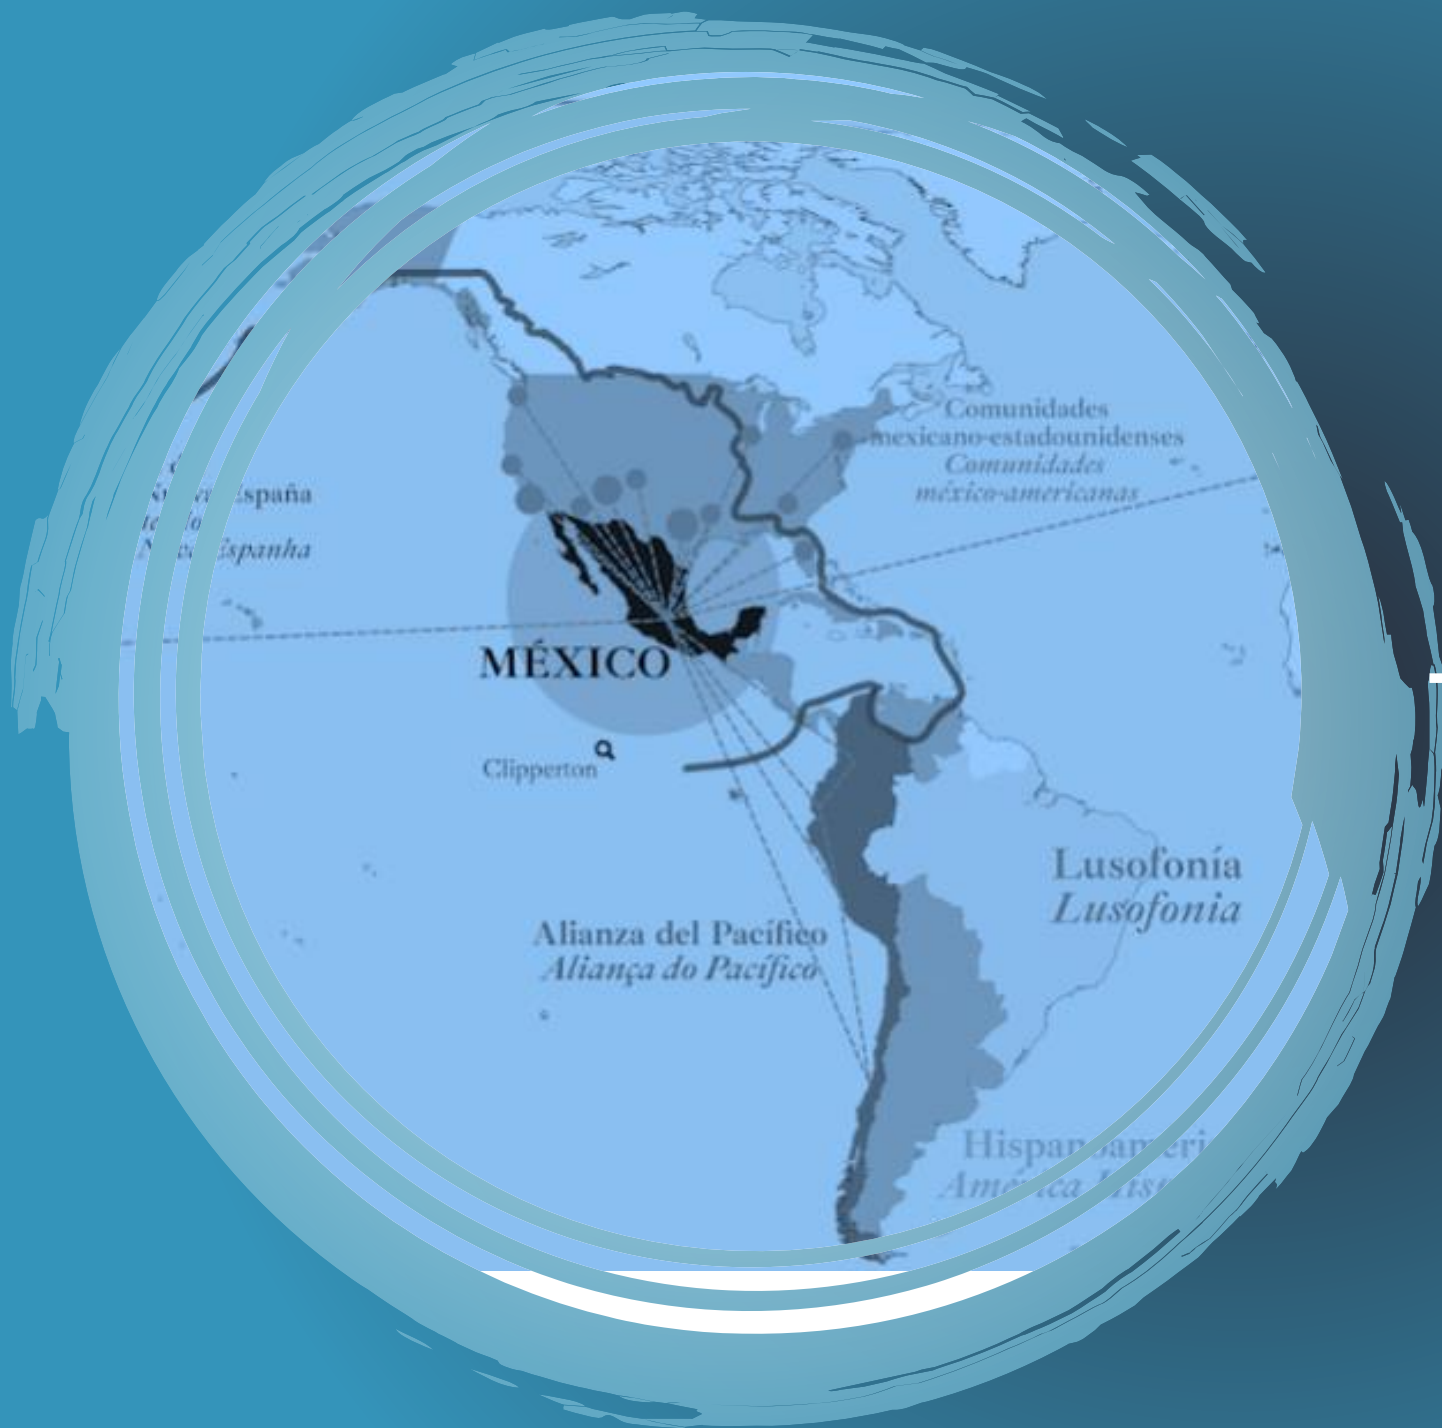 Comunidades
mexicano-estadounidenses
Comunidades
méxico-americanas
España
MÉXICO
Clipperton
Lusofonía
Lusofonia
Alianza del Pacífico
Aliança do Pacífico